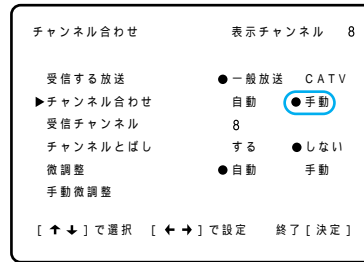 チャンネル合わせ 表示チャンネル 8
受信する放送 ●一般放送 CATV
▶チャンネル合わせ 自動 ●手動
受信チャンネル 8
チャンネルとばし する ●しない
微調整 ●自動 手動
手動微調整
[↑↓]で選択 [←→]で設定 終了[決定]